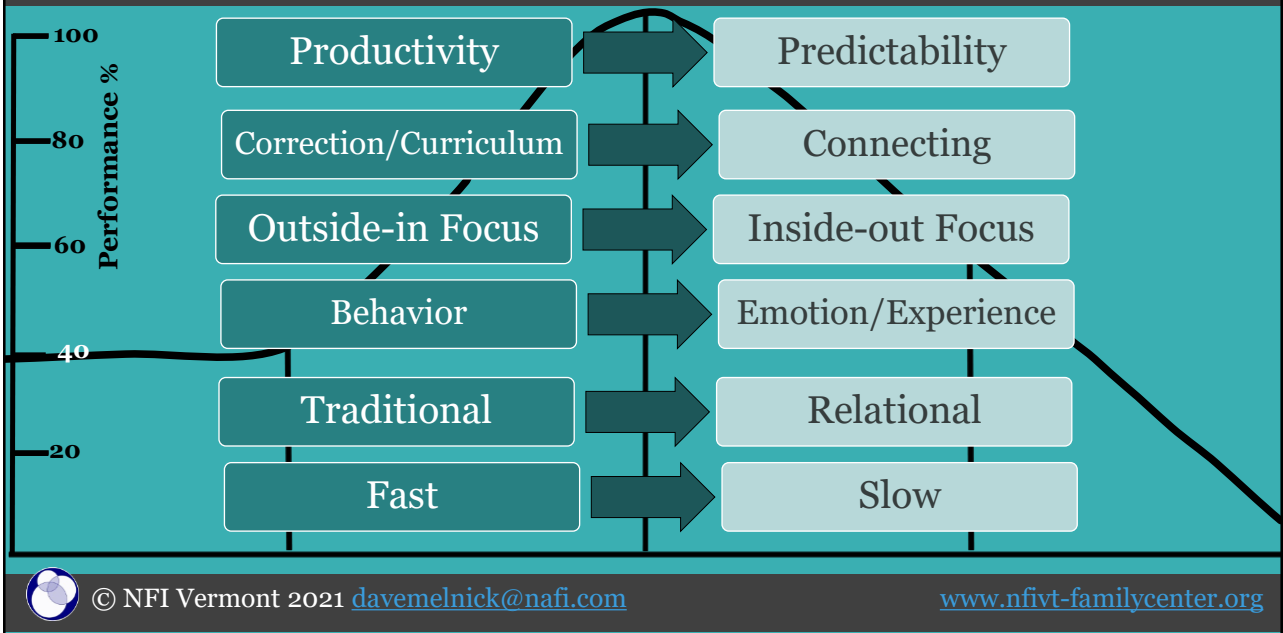 100
80
60
40
20
Performance %
Productivity
Predictability
Correction/Curriculum
Connecting
Outside-in Focus
Inside-out Focus
Behavior
Emotion/Experience
Traditional
Relational
Fast
Slow
© NFI Vermont 2021 davemelnick@nafi.com
www.nfivt-familycenter.org